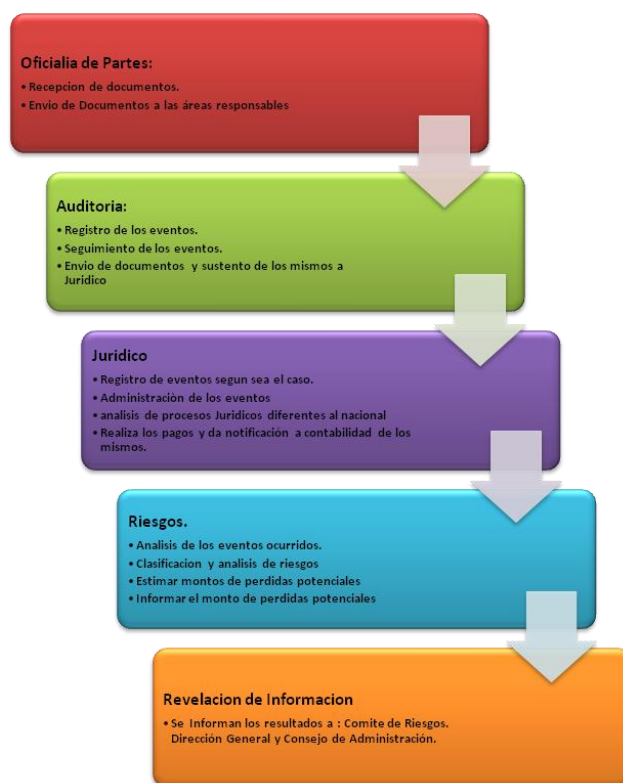 Oficialia de Partes:
• Recepcion de documentos.
• Envio de Documentos a las áreas responsables
Auditoria:
• Registro de los eventos.
• Seguimiento de los eventos.
• Envio de documentos y sustento de los mismos a
Juridico
Juridico
• Registro de eventos segun sea el caso.
• Administraciòn de los eventos
• analisis de procesos Juridicos diferentes al nacional
• Realiza los pagos y da notificación a contabilidad de los
mismos.
Riesgos.
• Analisis de los eventos ocurridos.
• Clasificacion y analisis de riesgos
• Estimar montos de perdidas potenciales
• Informar el monto de perdidas potenciales
Revelacion de Informacion
• Se Informan los resultados a : Comite de Riesgos.
Dirección General y Consejo de Administración.